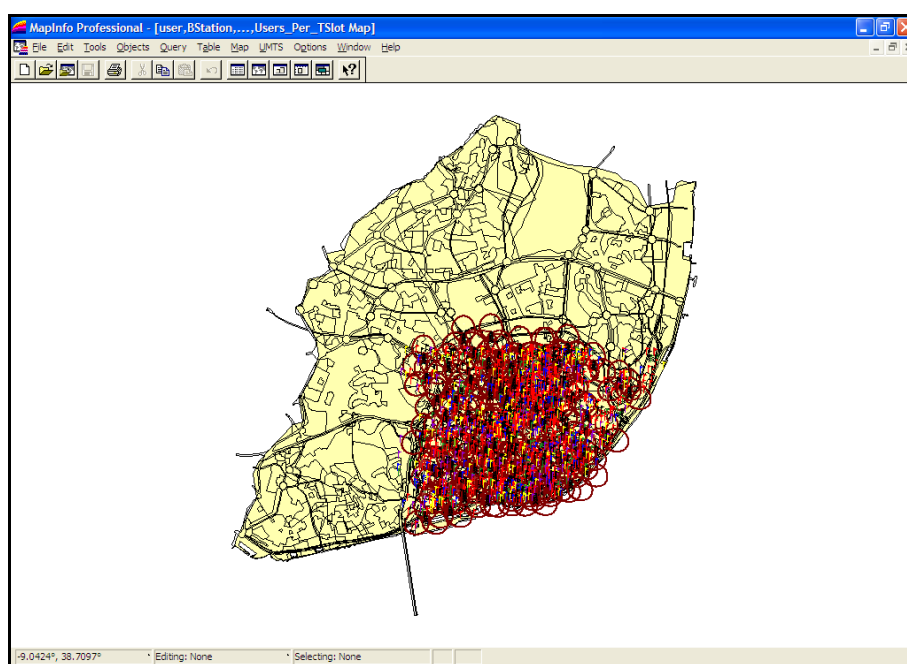 MapInfo Professional - [user,BStation,...,Users_Per_TSlot Map]
File Edit Tools Objects Query Table Map UMTS Options Window Help
-9.0424°, 38.7097° Editing: None Selecting: None